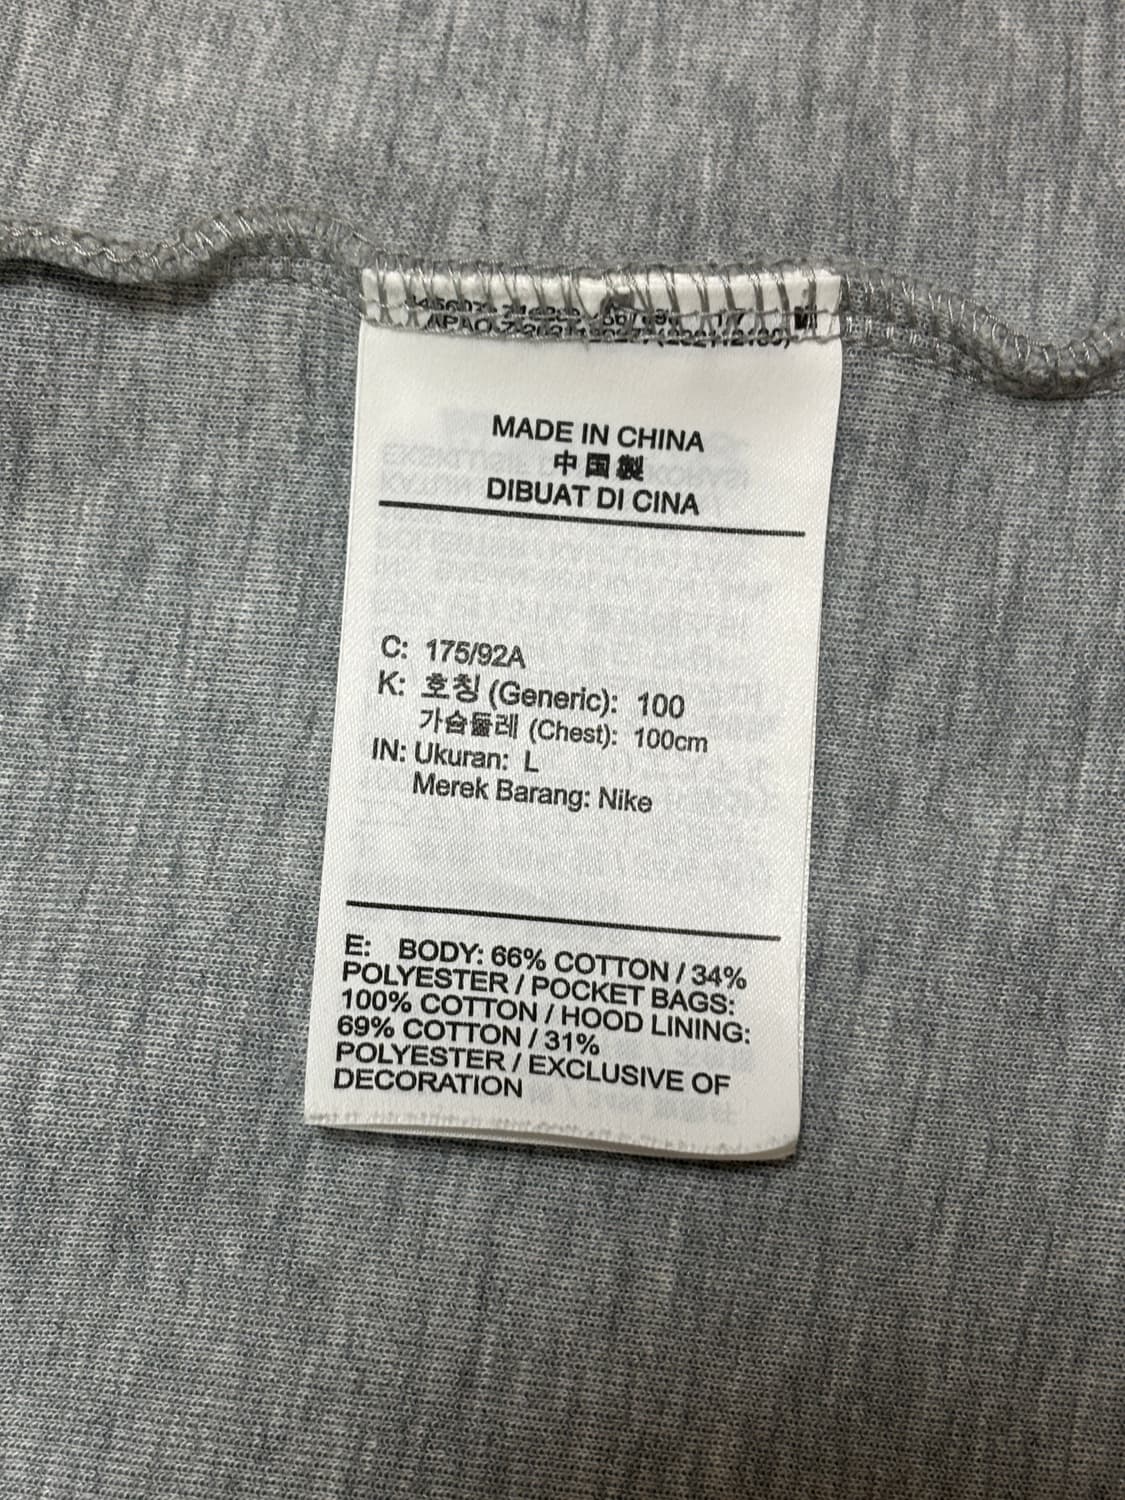 MADE IN CHINA
中国製
DIBUAT DI CINA
C: 175/92A
K: 호칭 (Generic): 100
가슴둘레 (Chest): 100cm
IN: Ukuran: L
Merek Barang: Nike
E: BODY: 66% COTTON / 34%
POLYESTER / POCKET BAGS:
100% COTTON / HOOD LINING:
69% COTTON / 31%
POLYESTER / EXCLUSIVE OF
DECORATION